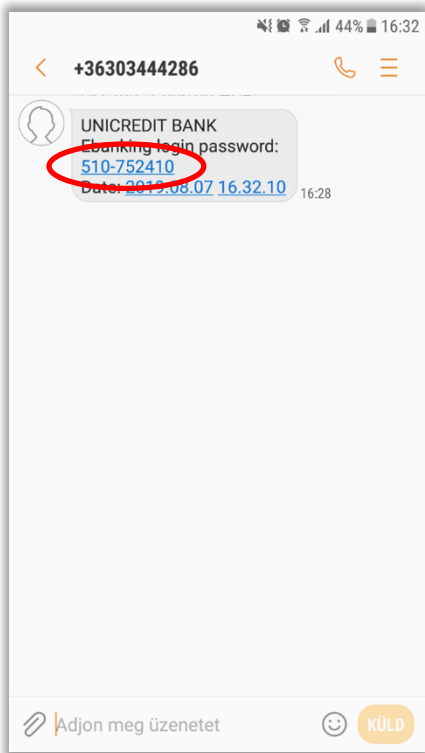 44% 16:32
+36303444286
UNICREDIT BANK
Ebanking login password:
510-752410
Date: 2019.08.07 16.32.10
16:28
Adjon meg üzenetet
KÜLD